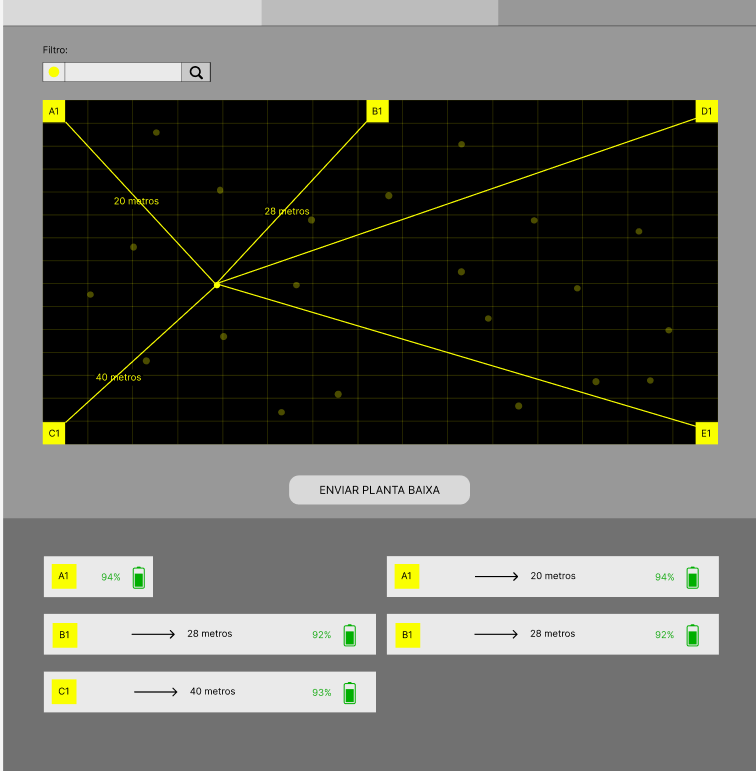 Filtro:
A1
B1
D1
20 metros
28 metros
40 metros
C1
E1
ENVIAR PLANTA BAIXA
A1 94%
A1 20 metros 94%
B1 28 metros 92%
B1 28 metros 92%
C1 40 metros 93%